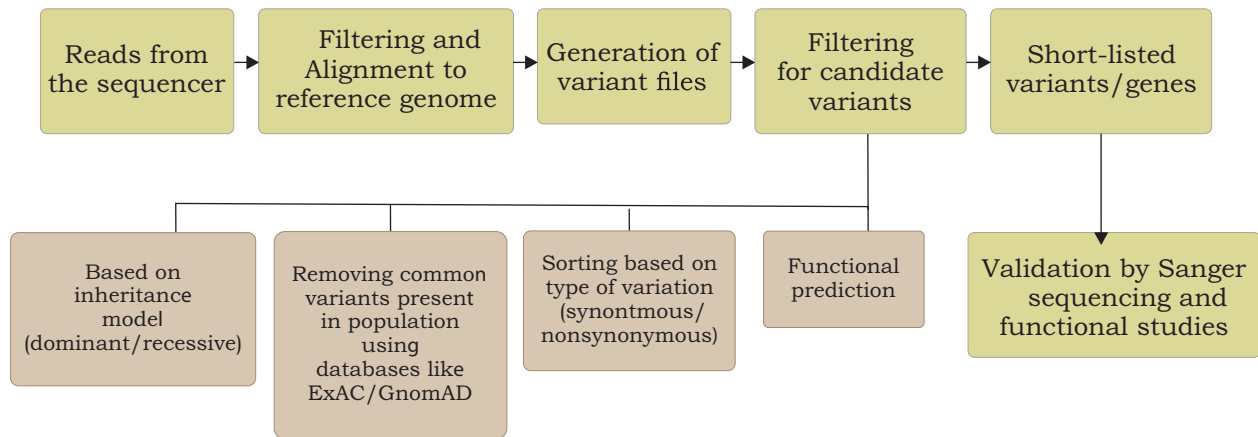 Reads from
the sequencer
Filtering and
Alignment to
reference genome
Generation of
variant files
Filtering
for candidate
variants
Short-listed
variants/genes
Based on
inheritance
model
(dominant/recessive)
Removing common
variants present
in population
using
databases like
ExAC/GnomAD
Sorting based on
type of variation
(synontmous/
nonsynonymous)
Functional
prediction
Validation by Sanger
sequencing and
functional studies